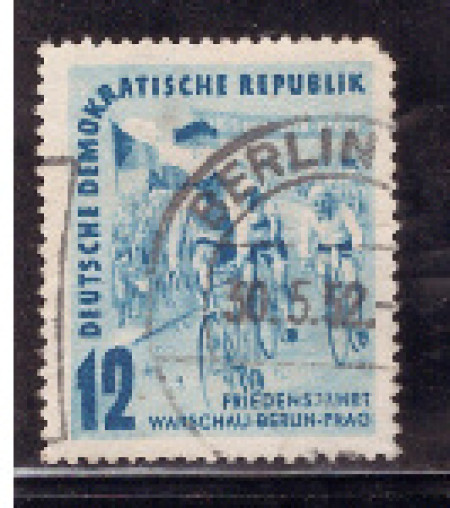 DEUTSCHE DEMOKRATISCHE REPUBLIK
BERLIN
30.5.52
12
FRIEDENSFAHRT
WARSCHAU-BERLIN-PRAG